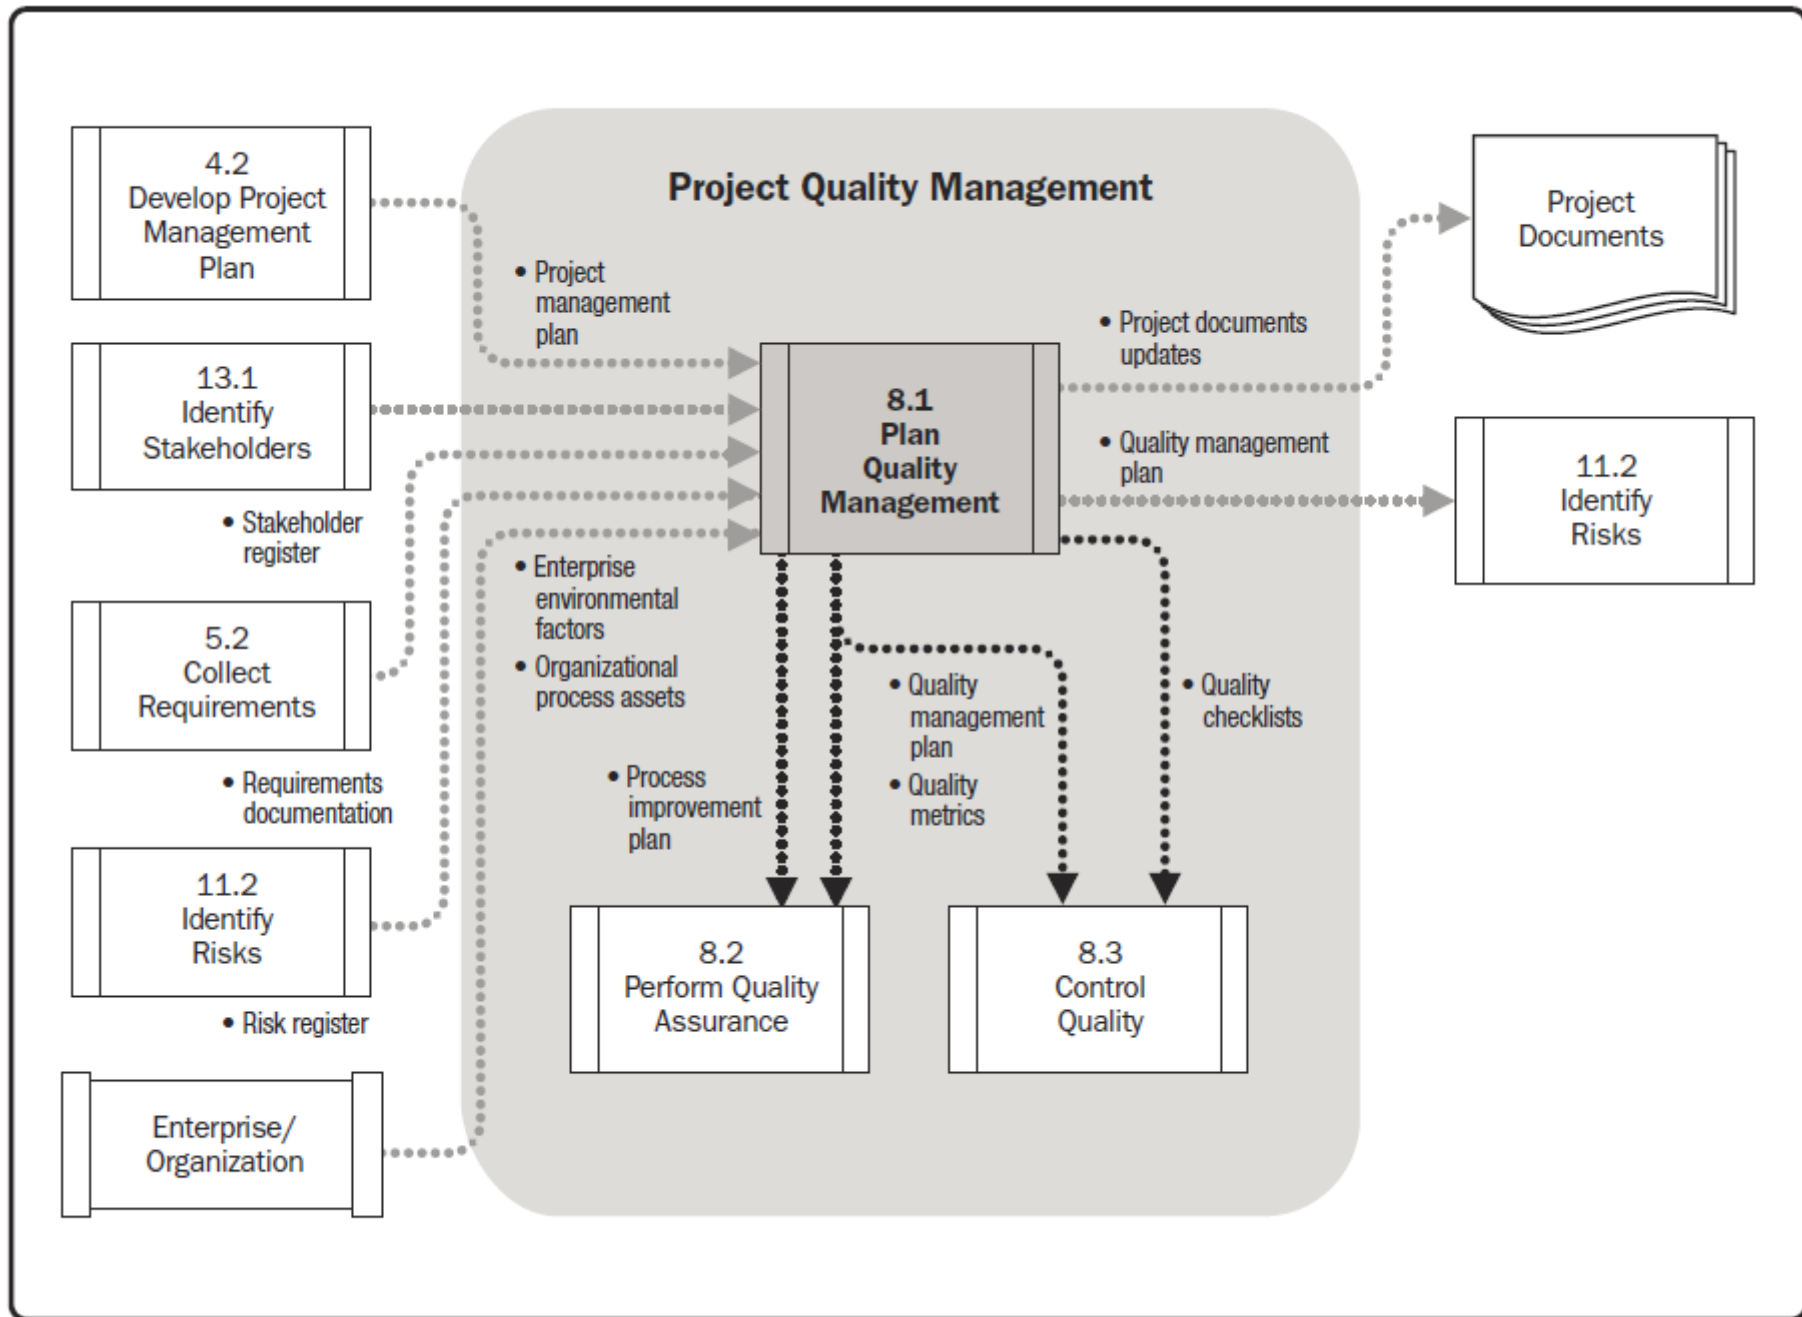 Project Quality Management
4.2
Develop Project
Management
Plan
• Project
management
plan
13.1
Identify
Stakeholders
• Stakeholder
register
5.2
Collect
Requirements
• Requirements
documentation
11.2
Identify
Risks
• Risk register
Enterprise/
Organization
• Enterprise
environmental
factors
• Organizational
process assets
8.1
Plan
Quality
Management
• Project documents
updates
Project
Documents
• Quality management
plan
11.2
Identify
Risks
• Process
improvement
plan
• Quality
management
plan
• Quality
metrics
• Quality
checklists
8.2
Perform Quality
Assurance
8.3
Control
Quality